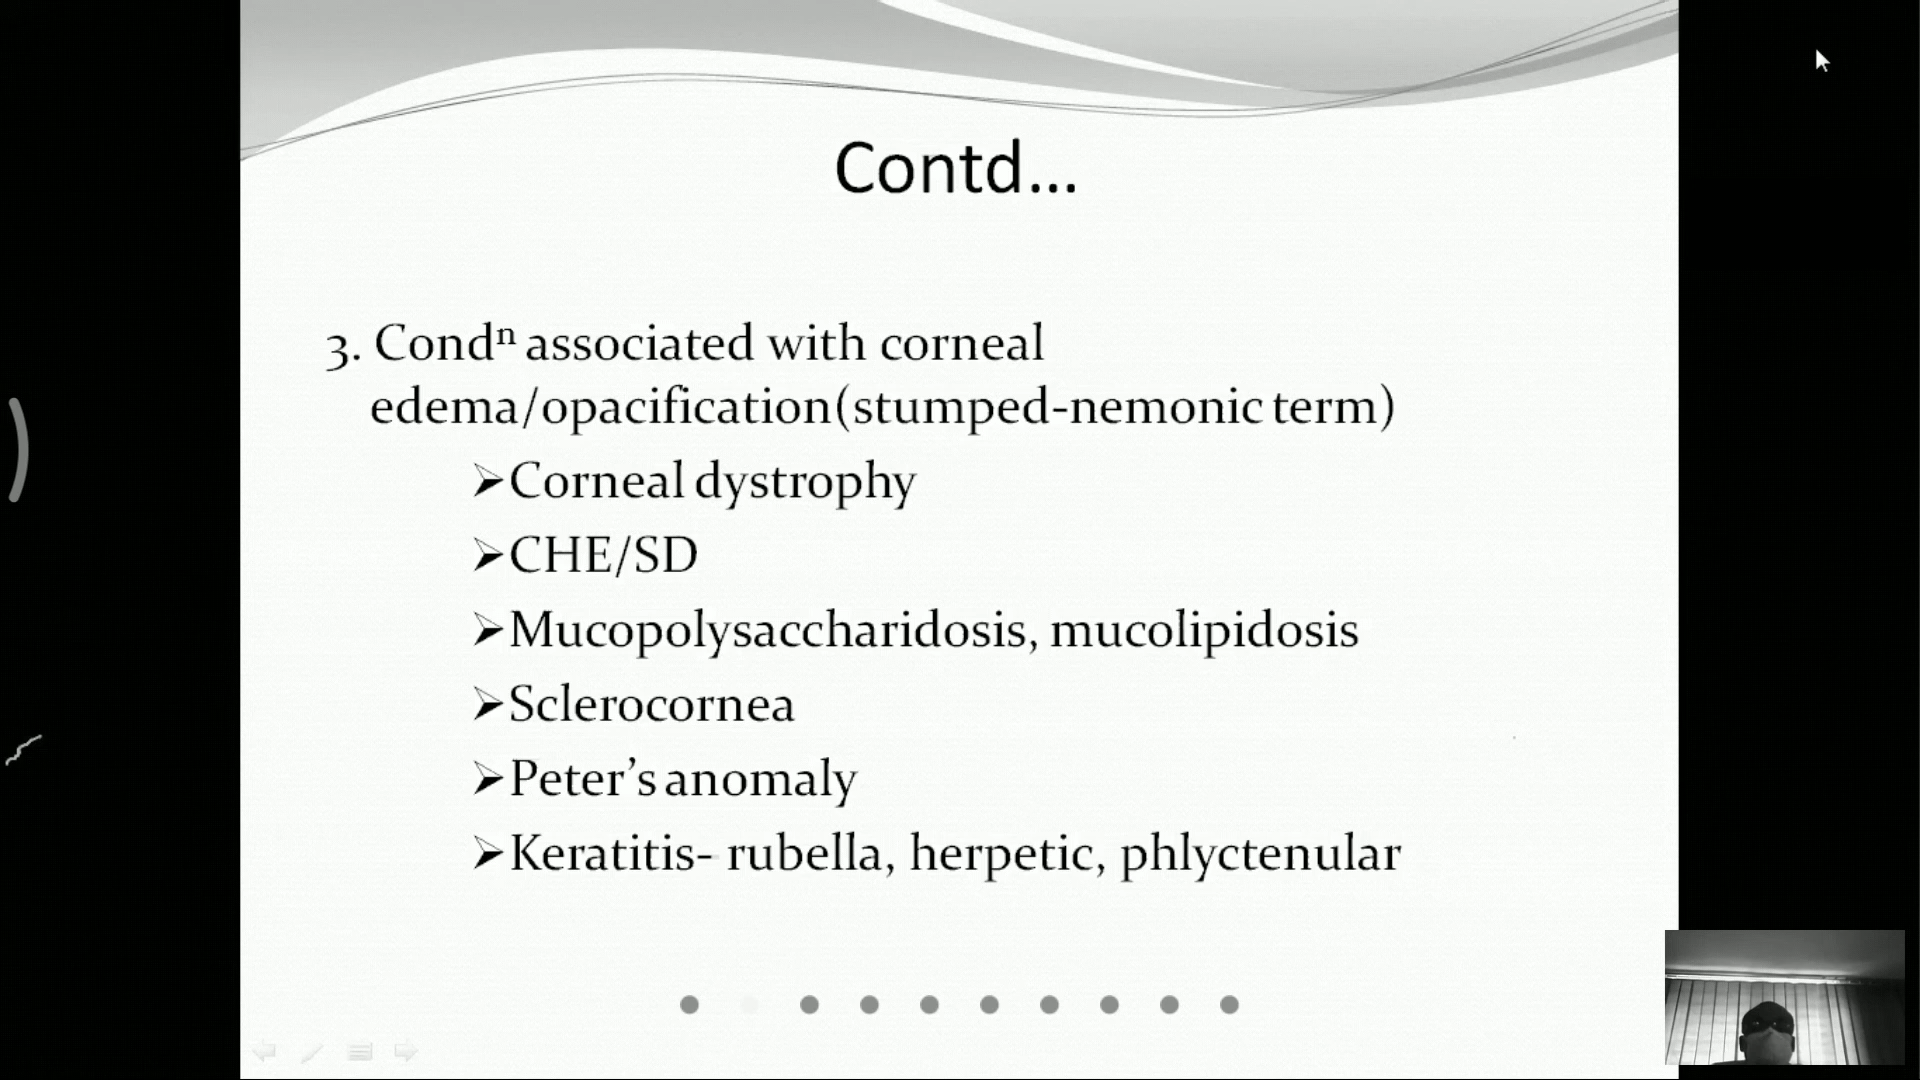 Contd...
3. Condⁿ associated with corneal
edema/opacification(stumped-nemonic term)
➢Corneal dystrophy
➢CHE/SD
➢Mucopolysaccharidosis, mucolipidosis
➢Sclerocornea
➢Peter’s anomaly
➢Keratitis- rubella, herpetic, phlyctenular